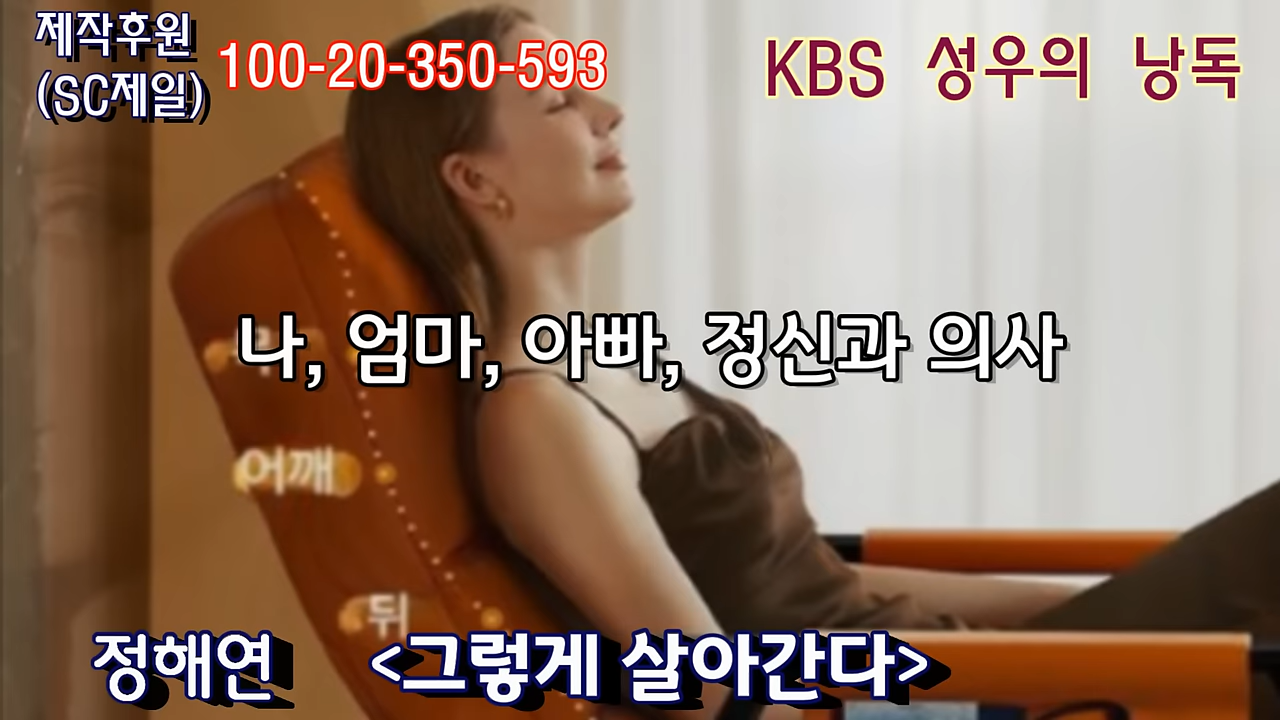 제작후원
(SC제일)
100-20-350-593
KBS 성우의 낭독
나, 엄마, 아빠, 정신과 의사
어깨
뒤
정해연 <그렇게 살아간다>